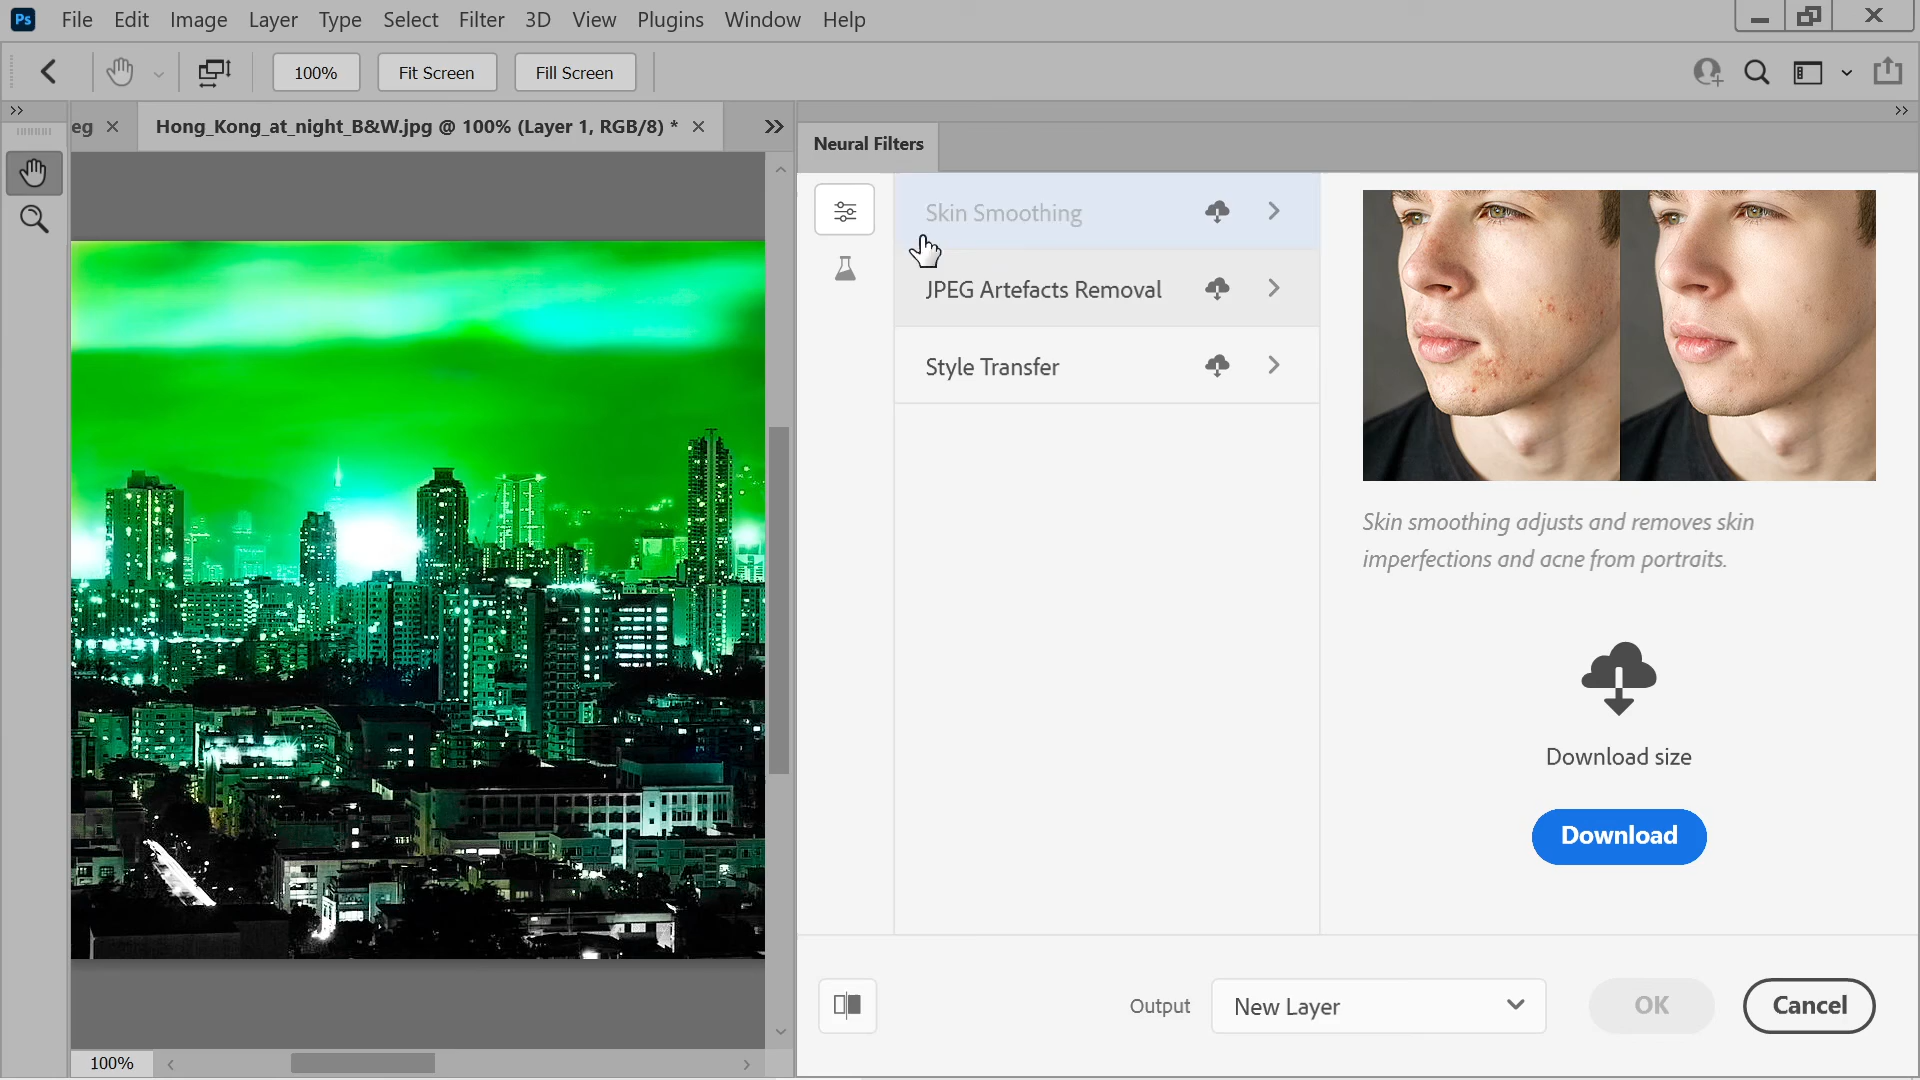 Ps File Edit Image Layer Type Select Filter 3D View Plugins Window Help
100% Fit Screen Fill Screen
eg Hong_Kong_at_night_B&W.jpg @ 100% (Layer 1, RGB/8) *
Neural Filters
Skin Smoothing
JPEG Artefacts Removal
Style Transfer
Skin smoothing adjusts and removes skin
imperfections and acne from portraits.
Download size
Download
Output New Layer OK Cancel
100%